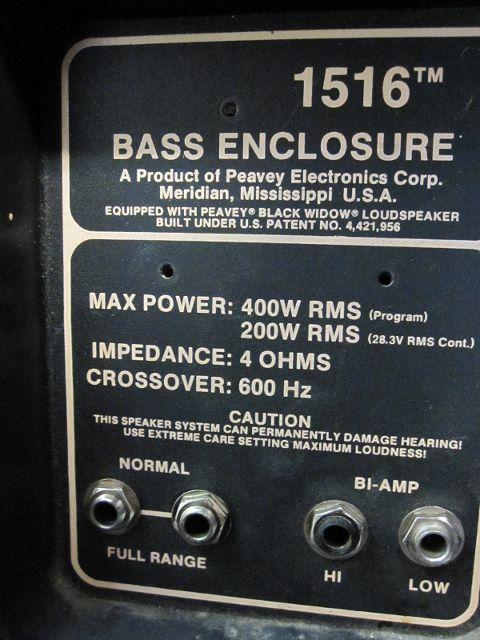 1516™
BASS ENCLOSURE
A Product of Peavey Electronics Corp.
Meridian, Mississippi U.S.A.
EQUIPPED WITH PEAVEY® BLACK WIDOW® LOUDSPEAKER
BUILT UNDER U.S. PATENT NO. 4,421,956
MAX POWER: 400W RMS (Program)
200W RMS (28.3V RMS Cont.)
IMPEDANCE: 4 OHMS
CROSSOVER: 600 Hz
CAUTION
THIS SPEAKER SYSTEM CAN PERMANENTLY DAMAGE HEARING!
USE EXTREME CARE SETTING MAXIMUM LOUDNESS!
NORMAL
BI-AMP
FULL RANGE
HI
LOW